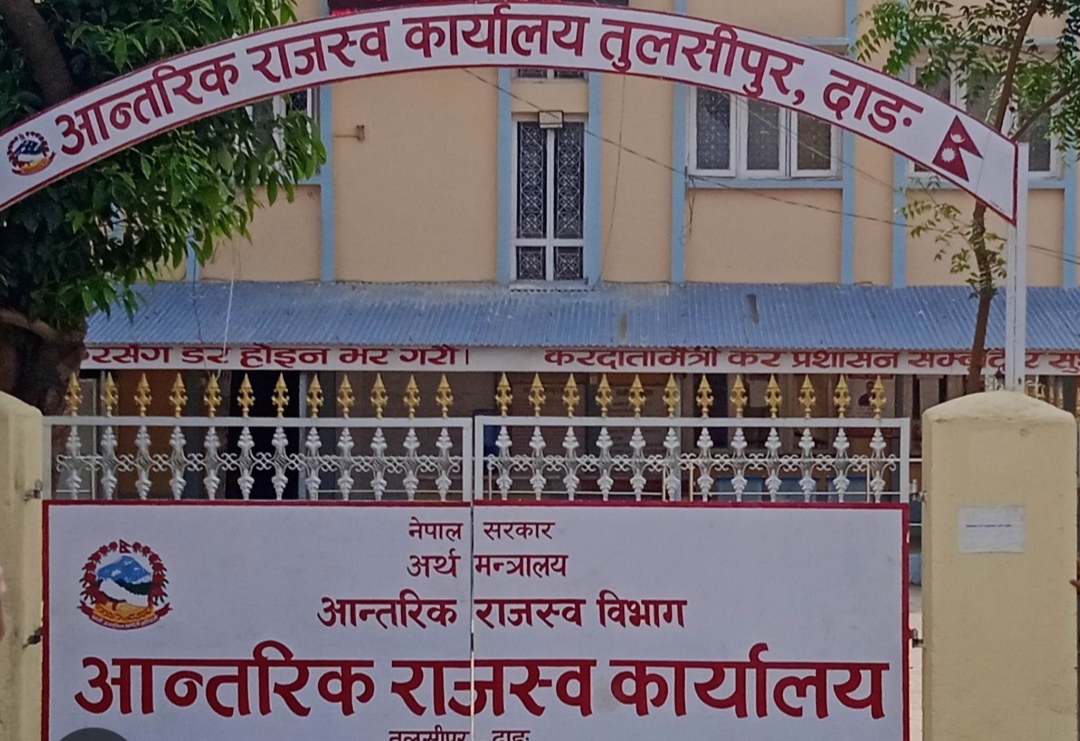 आन्तरिक राजस्व कार्यालय तुलसीपुर, दाङ
डर होइन भर गरौं। करदातामैत्री कर प्रशासन
नेपाल सरकार
अर्थ मन्त्रालय
आन्तरिक राजस्व विभाग
आन्तरिक राजस्व कार्यालय
तुलसीपुर दाङ